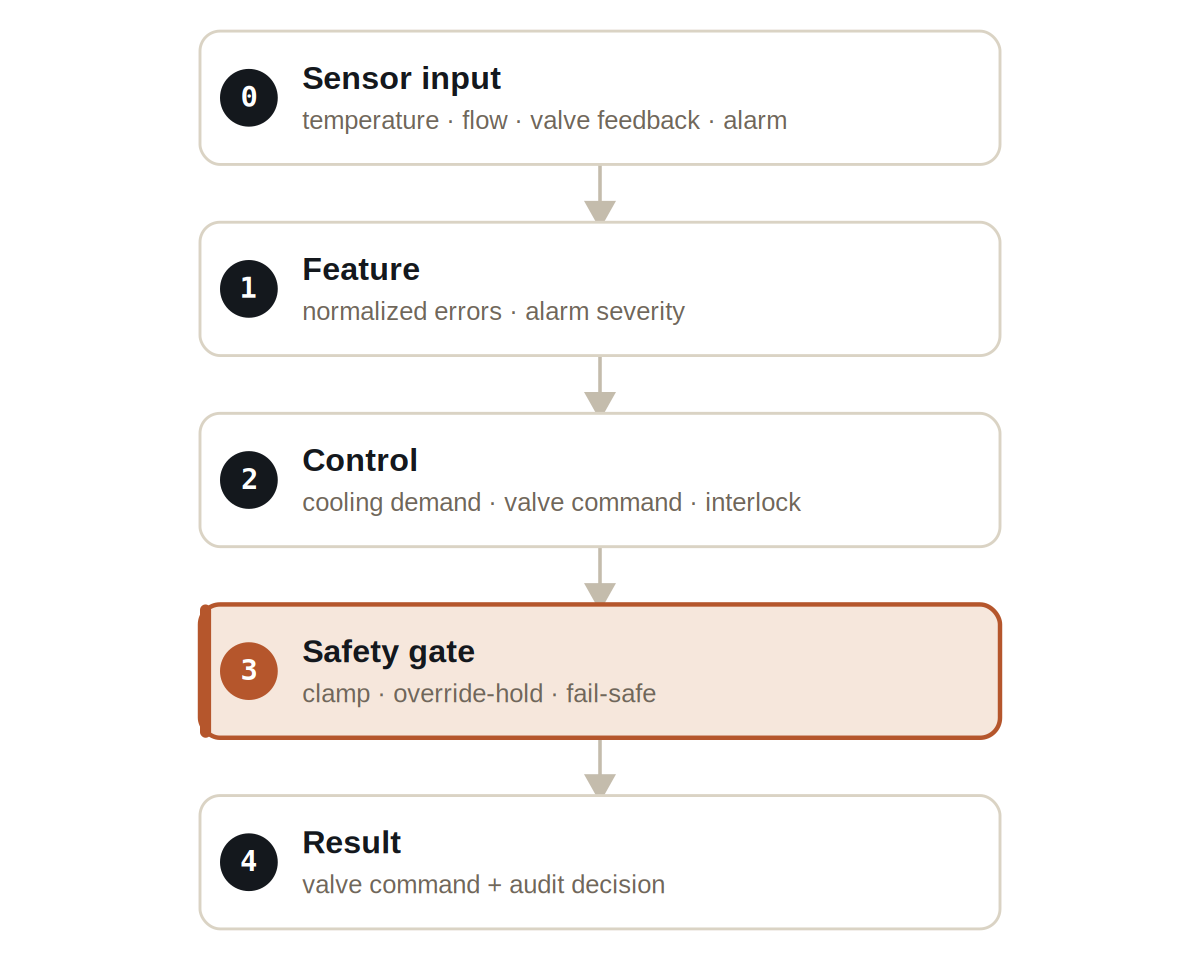 0
Sensor input
temperature · flow · valve feedback · alarm
1
Feature
normalized errors · alarm severity
2
Control
cooling demand · valve command · interlock
3
Safety gate
clamp · override-hold · fail-safe
4
Result
valve command + audit decision